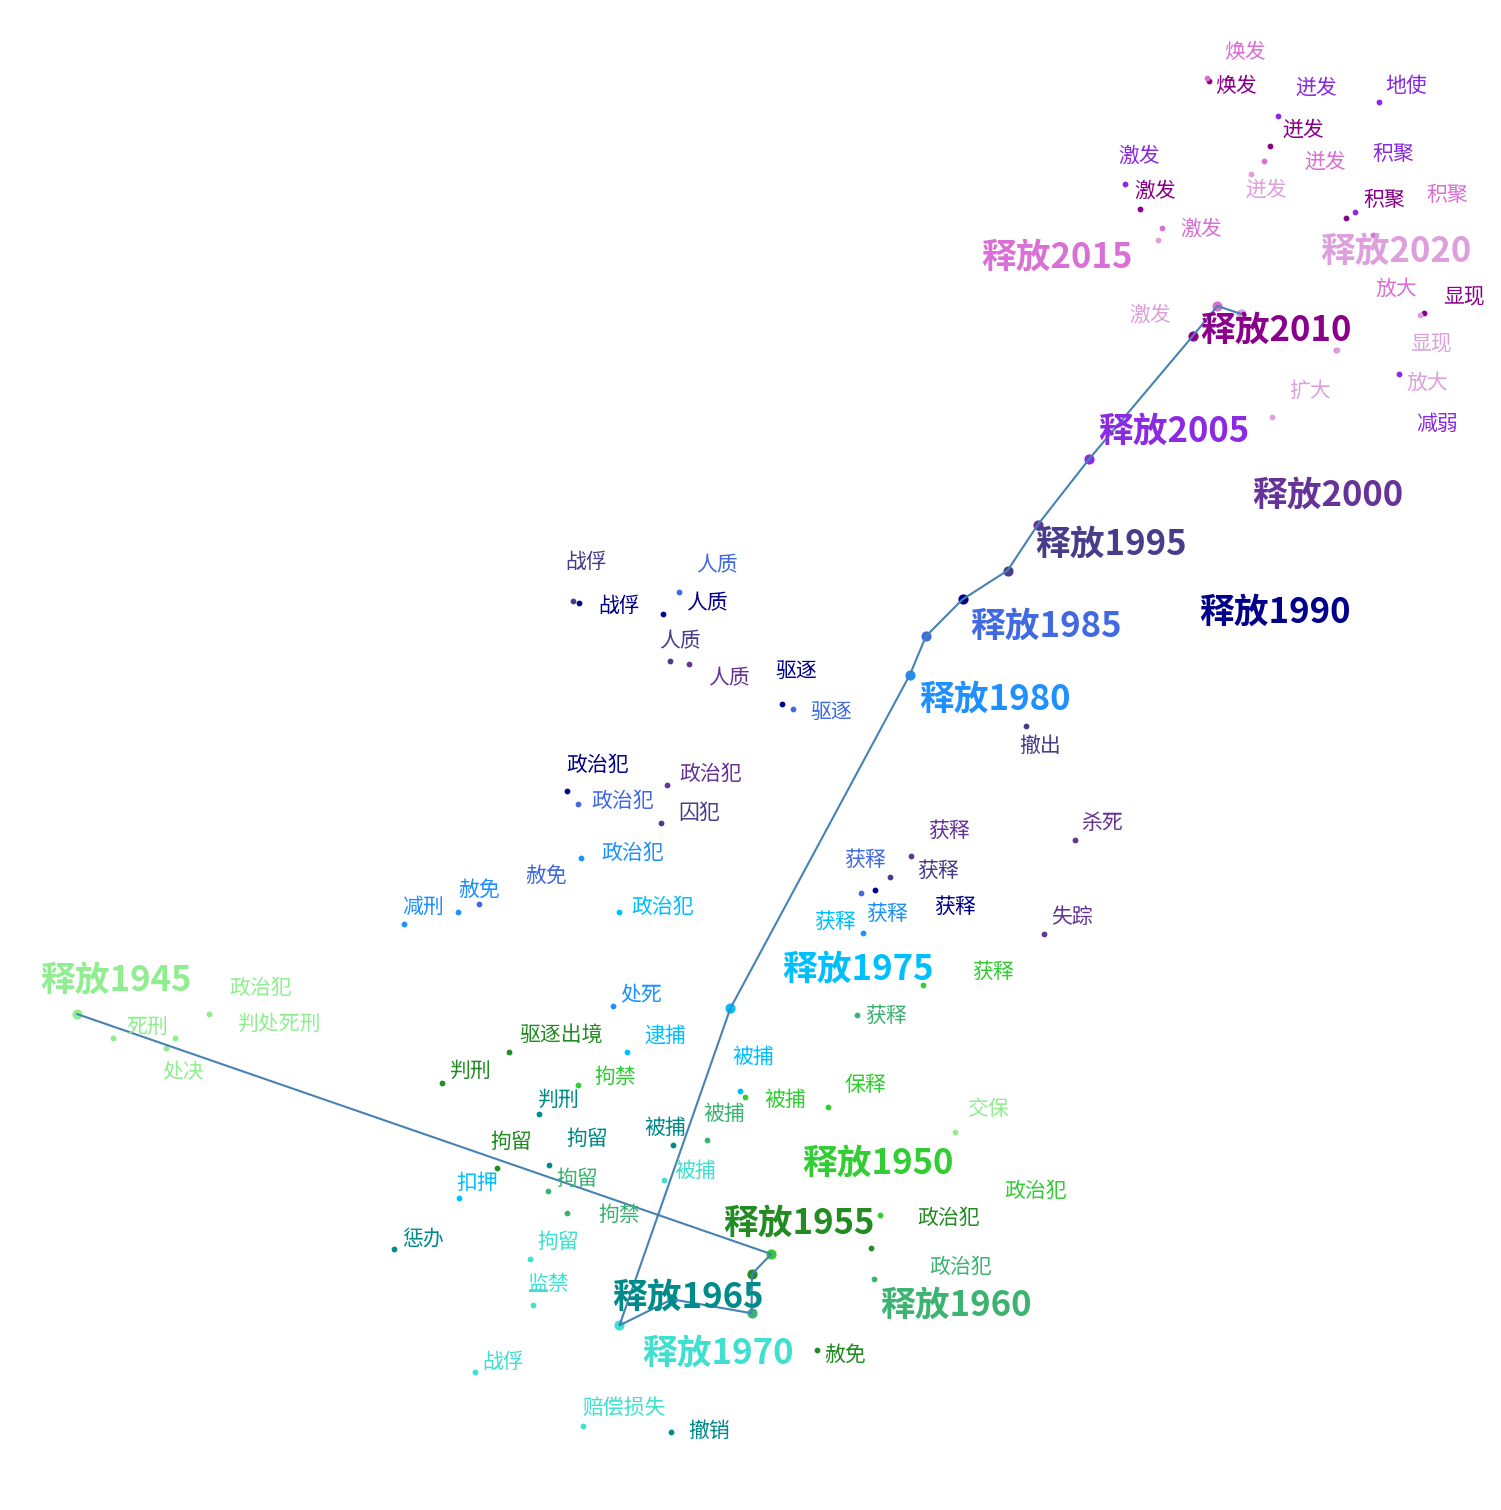 焕发
焕发
迸发
地使
迸发
激发
积聚
迸发
激发
迸发
积聚
积聚
激发
释放2015
释放2020
放大
显现
激发
释放2010
显现
扩大
放大
减弱
释放2005
释放2000
释放1995
战俘
人质
战俘
人质
释放1990
释放1985
人质
人质
驱逐
释放1980
驱逐
撤出
政治犯
政治犯
政治犯
囚犯
杀死
获释
政治犯
获释
获释
赦免
赦免
减刑
政治犯
获释
获释
获释
失踪
释放1975
获释
释放1945
政治犯
处死
死刑
判处死刑
获释
驱逐出境
逮捕
被捕
处决
判刑
拘禁
保释
判刑
被捕
被捕
交保
拘留
拘留
被捕
释放1950
被捕
扣押
拘留
政治犯
拘禁
释放1955
政治犯
惩办
拘留
政治犯
监禁
释放1965
释放1960
释放1970
赦免
战俘
赔偿损失
撤销